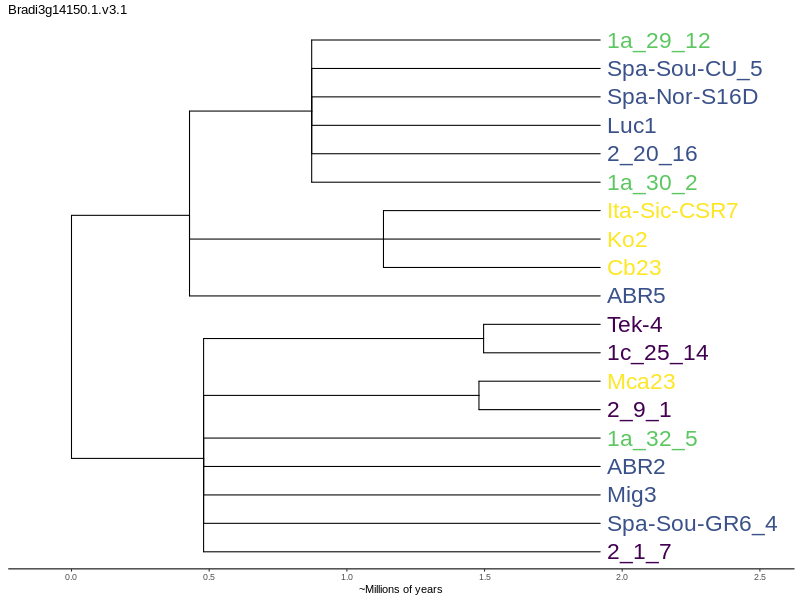 Bradi3g14150.1.v3.1
1a_29_12
Spa-Sou-CU_5
Spa-Nor-S16D
Luc1
2_20_16
1a_30_2
Ita-Sic-CSR7
Ko2
Cb23
ABR5
Tek-4
1c_25_14
Mca23
2_9_1
1a_32_5
ABR2
Mig3
Spa-Sou-GR6_4
2_1_7
0.0 0.5 1.0 1.5 2.0 2.5
~Millions of years